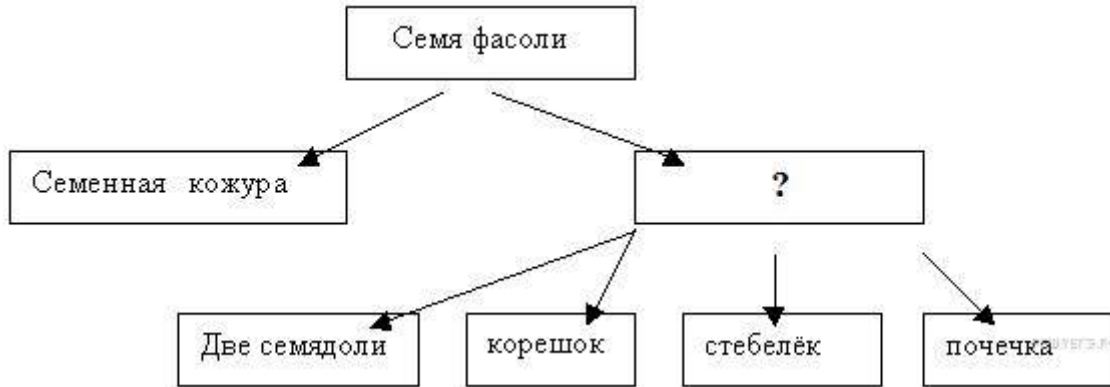 Семя фасоли
Семенная кожура
?
Две семядоли
корешок
стебелёк
почечка